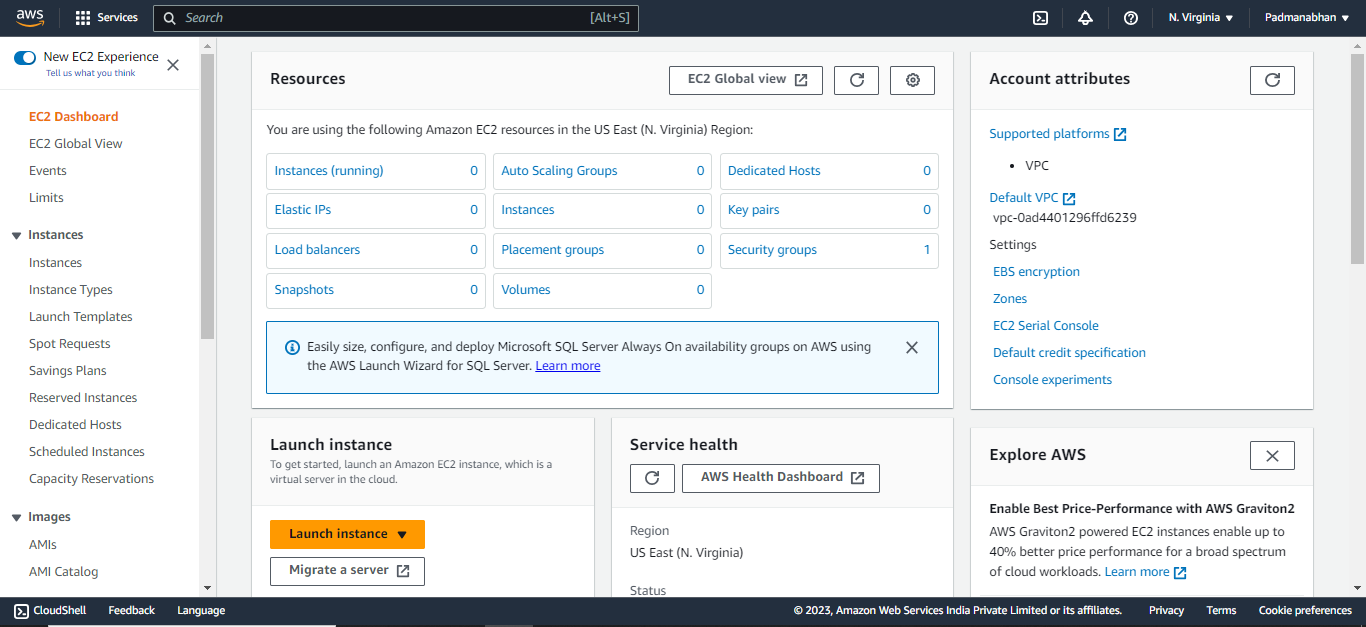 aws
Services
Search
[Alt+S]
N. Virginia
Padmanabhan
New EC2 Experience
Tell us what you think
EC2 Dashboard
EC2 Global View
Events
Limits
Instances
Instances
Instance Types
Launch Templates
Spot Requests
Savings Plans
Reserved Instances
Dedicated Hosts
Scheduled Instances
Capacity Reservations
Images
AMIs
AMI Catalog
Resources
EC2 Global view
You are using the following Amazon EC2 resources in the US East (N. Virginia) Region:
Instances (running) 0
Auto Scaling Groups 0
Dedicated Hosts 0
Elastic IPs 0
Instances 0
Key pairs 0
Load balancers 0
Placement groups 0
Security groups 1
Snapshots 0
Volumes 0
Easily size, configure, and deploy Microsoft SQL Server Always On availability groups on AWS using
the AWS Launch Wizard for SQL Server. Learn more
Launch instance
To get started, launch an Amazon EC2 instance, which is a
virtual server in the cloud.
Launch instance
Migrate a server
Service health
AWS Health Dashboard
Region
US East (N. Virginia)
Status
Account attributes
Supported platforms
• VPC
Default VPC
vpc-0ad4401296ffd6239
Settings
EBS encryption
Zones
EC2 Serial Console
Default credit specification
Console experiments
Explore AWS
Enable Best Price-Performance with AWS Graviton2
AWS Graviton2 powered EC2 instances enable up to
40% better price performance for a broad spectrum
of cloud workloads. Learn more
CloudShell
Feedback
Language
© 2023, Amazon Web Services India Private Limited or its affiliates.
Privacy
Terms
Cookie preferences